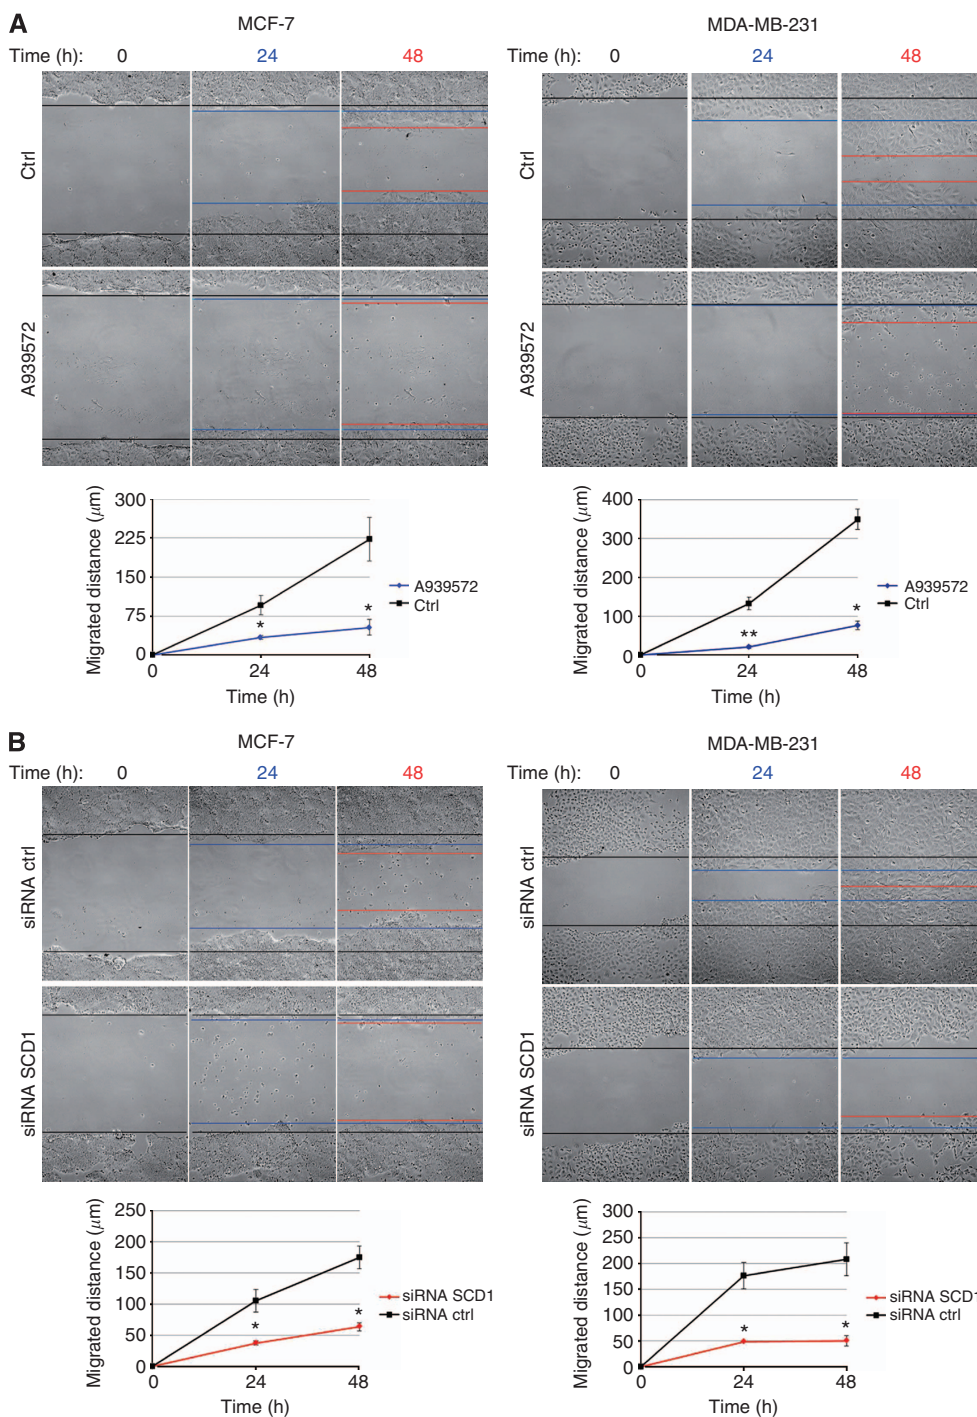 A
MCF-7
MDA-MB-231
Time (h): 0 24 48
Time (h): 0 24 48
Ctrl
Ctrl
A939572
A939572
Migrated distance (μm)
300
225
150
75
0
0 24 48
Time (h)
* *
A939572
Ctrl
Migrated distance (μm)
400
300
200
100
0
0 24 48
Time (h)
** *
A939572
Ctrl
B
MCF-7
MDA-MB-231
Time (h): 0 24 48
Time (h): 0 24 48
siRNA ctrl
siRNA ctrl
siRNA SCD1
siRNA SCD1
Migrated distance (μm)
250
200
150
100
50
0
0 24 48
Time (h)
* *
siRNA SCD1
siRNA ctrl
Migrated distance (μm)
300
250
200
150
100
50
0
0 24 48
Time (h)
* *
siRNA SCD1
siRNA ctrl